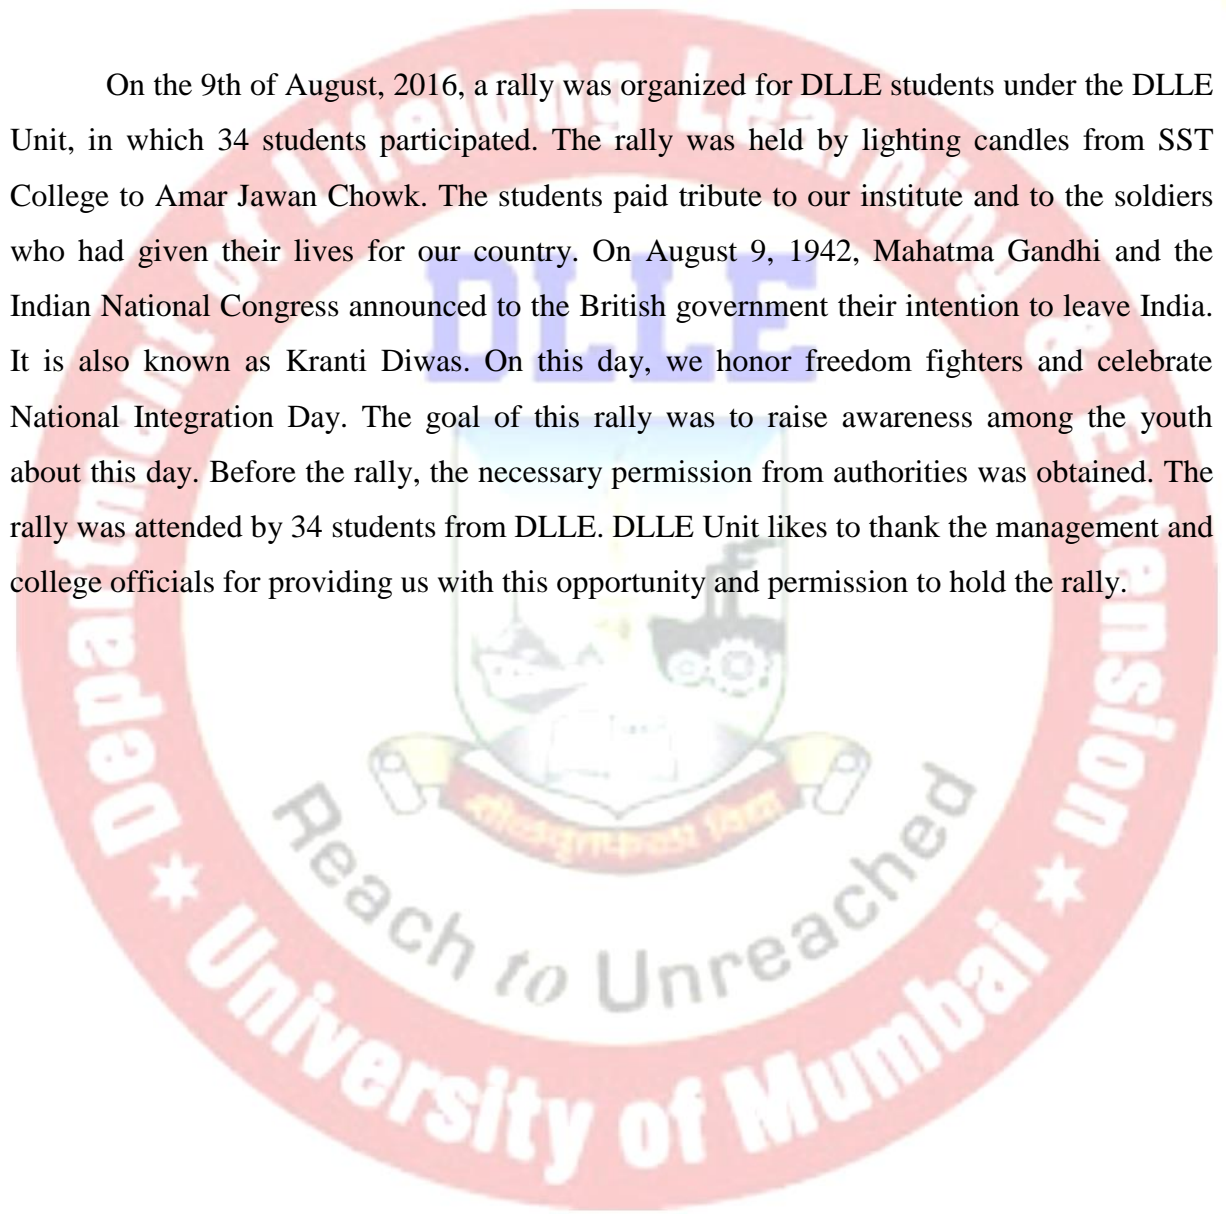 On the 9th of August, 2016, a rally was organized for DLLE students under the DLLE
Unit, in which 34 students participated. The rally was held by lighting candles from SST
College to Amar Jawan Chowk. The students paid tribute to our institute and to the soldiers
who had given their lives for our country. On August 9, 1942, Mahatma Gandhi and the
Indian National Congress announced to the British government their intention to leave India.
It is also known as Kranti Diwas. On this day, we honor freedom fighters and celebrate
National Integration Day. The goal of this rally was to raise awareness among the youth
about this day. Before the rally, the necessary permission from authorities was obtained. The
rally was attended by 34 students from DLLE. DLLE Unit likes to thank the management and
college officials for providing us with this opportunity and permission to hold the rally.
Department of Lifelong Learning & Extension
DLLE
Reach to Unreached
* University of Mumbai *